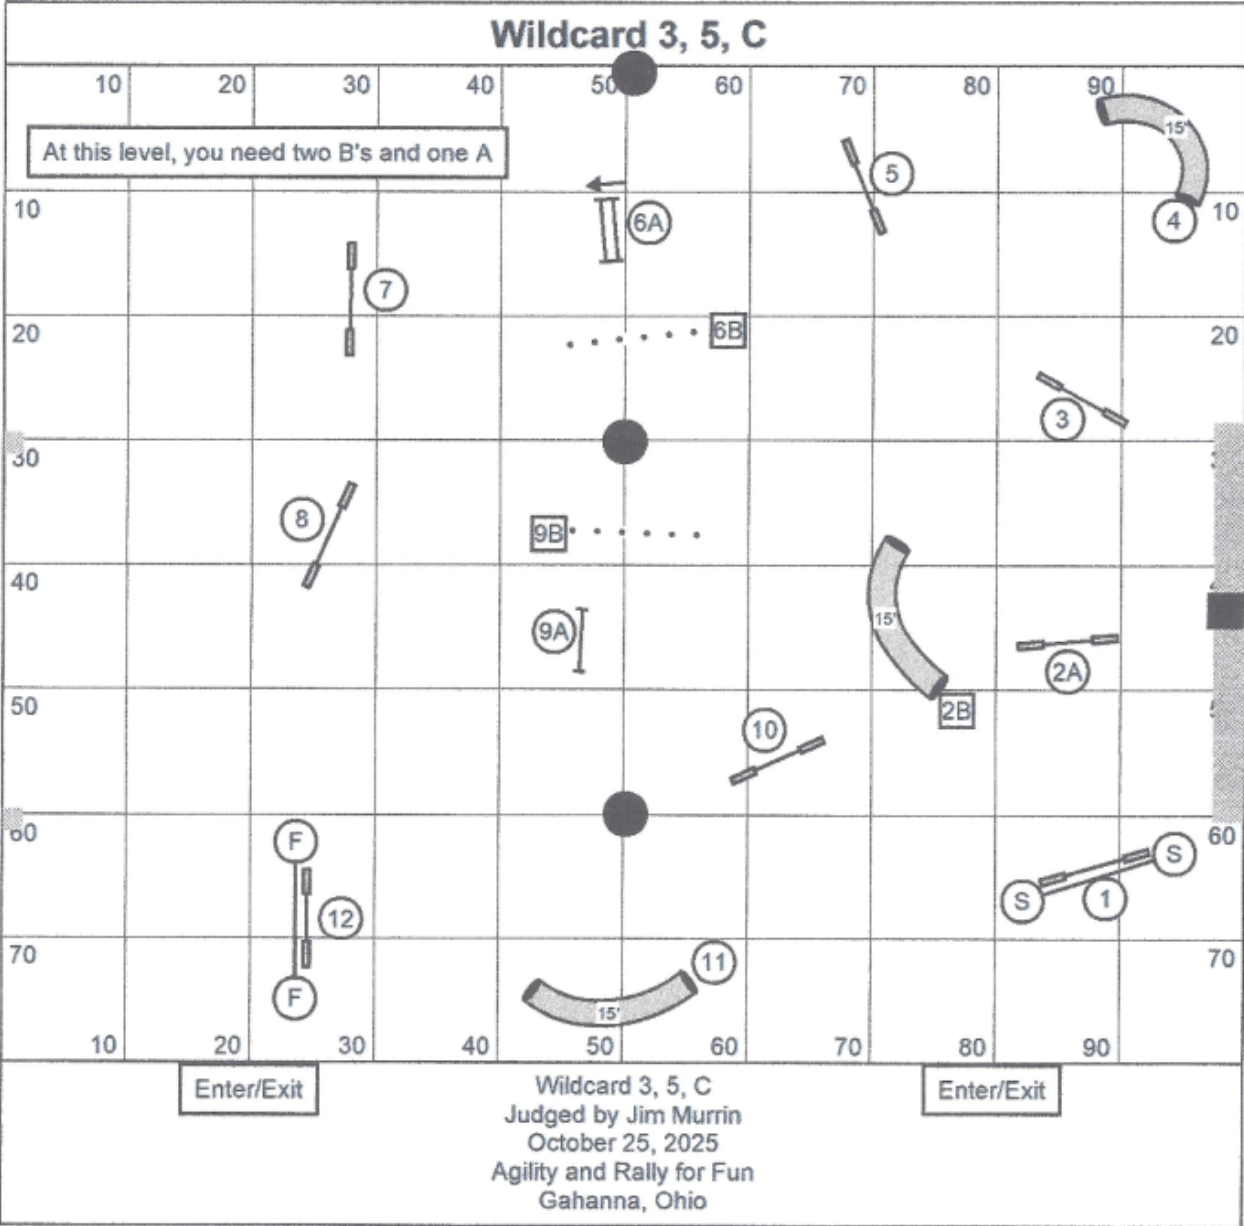 Wildcard 3, 5, C
10 20 30 40 50 60 70 80 90
15'
At this level, you need two B's and one A
5
10 6A 4 10
7
20 6B 20
3
30
8
9B
40
15'
9A
2A
50 2B
10
60 F 60
S
S 1
12
70 11 70
F
15'
10 20 30 40 50 60 70 80 90
Enter/Exit Enter/Exit
Wildcard 3, 5, C
Judged by Jim Murrin
October 25, 2025
Agility and Rally for Fun
Gahanna, Ohio